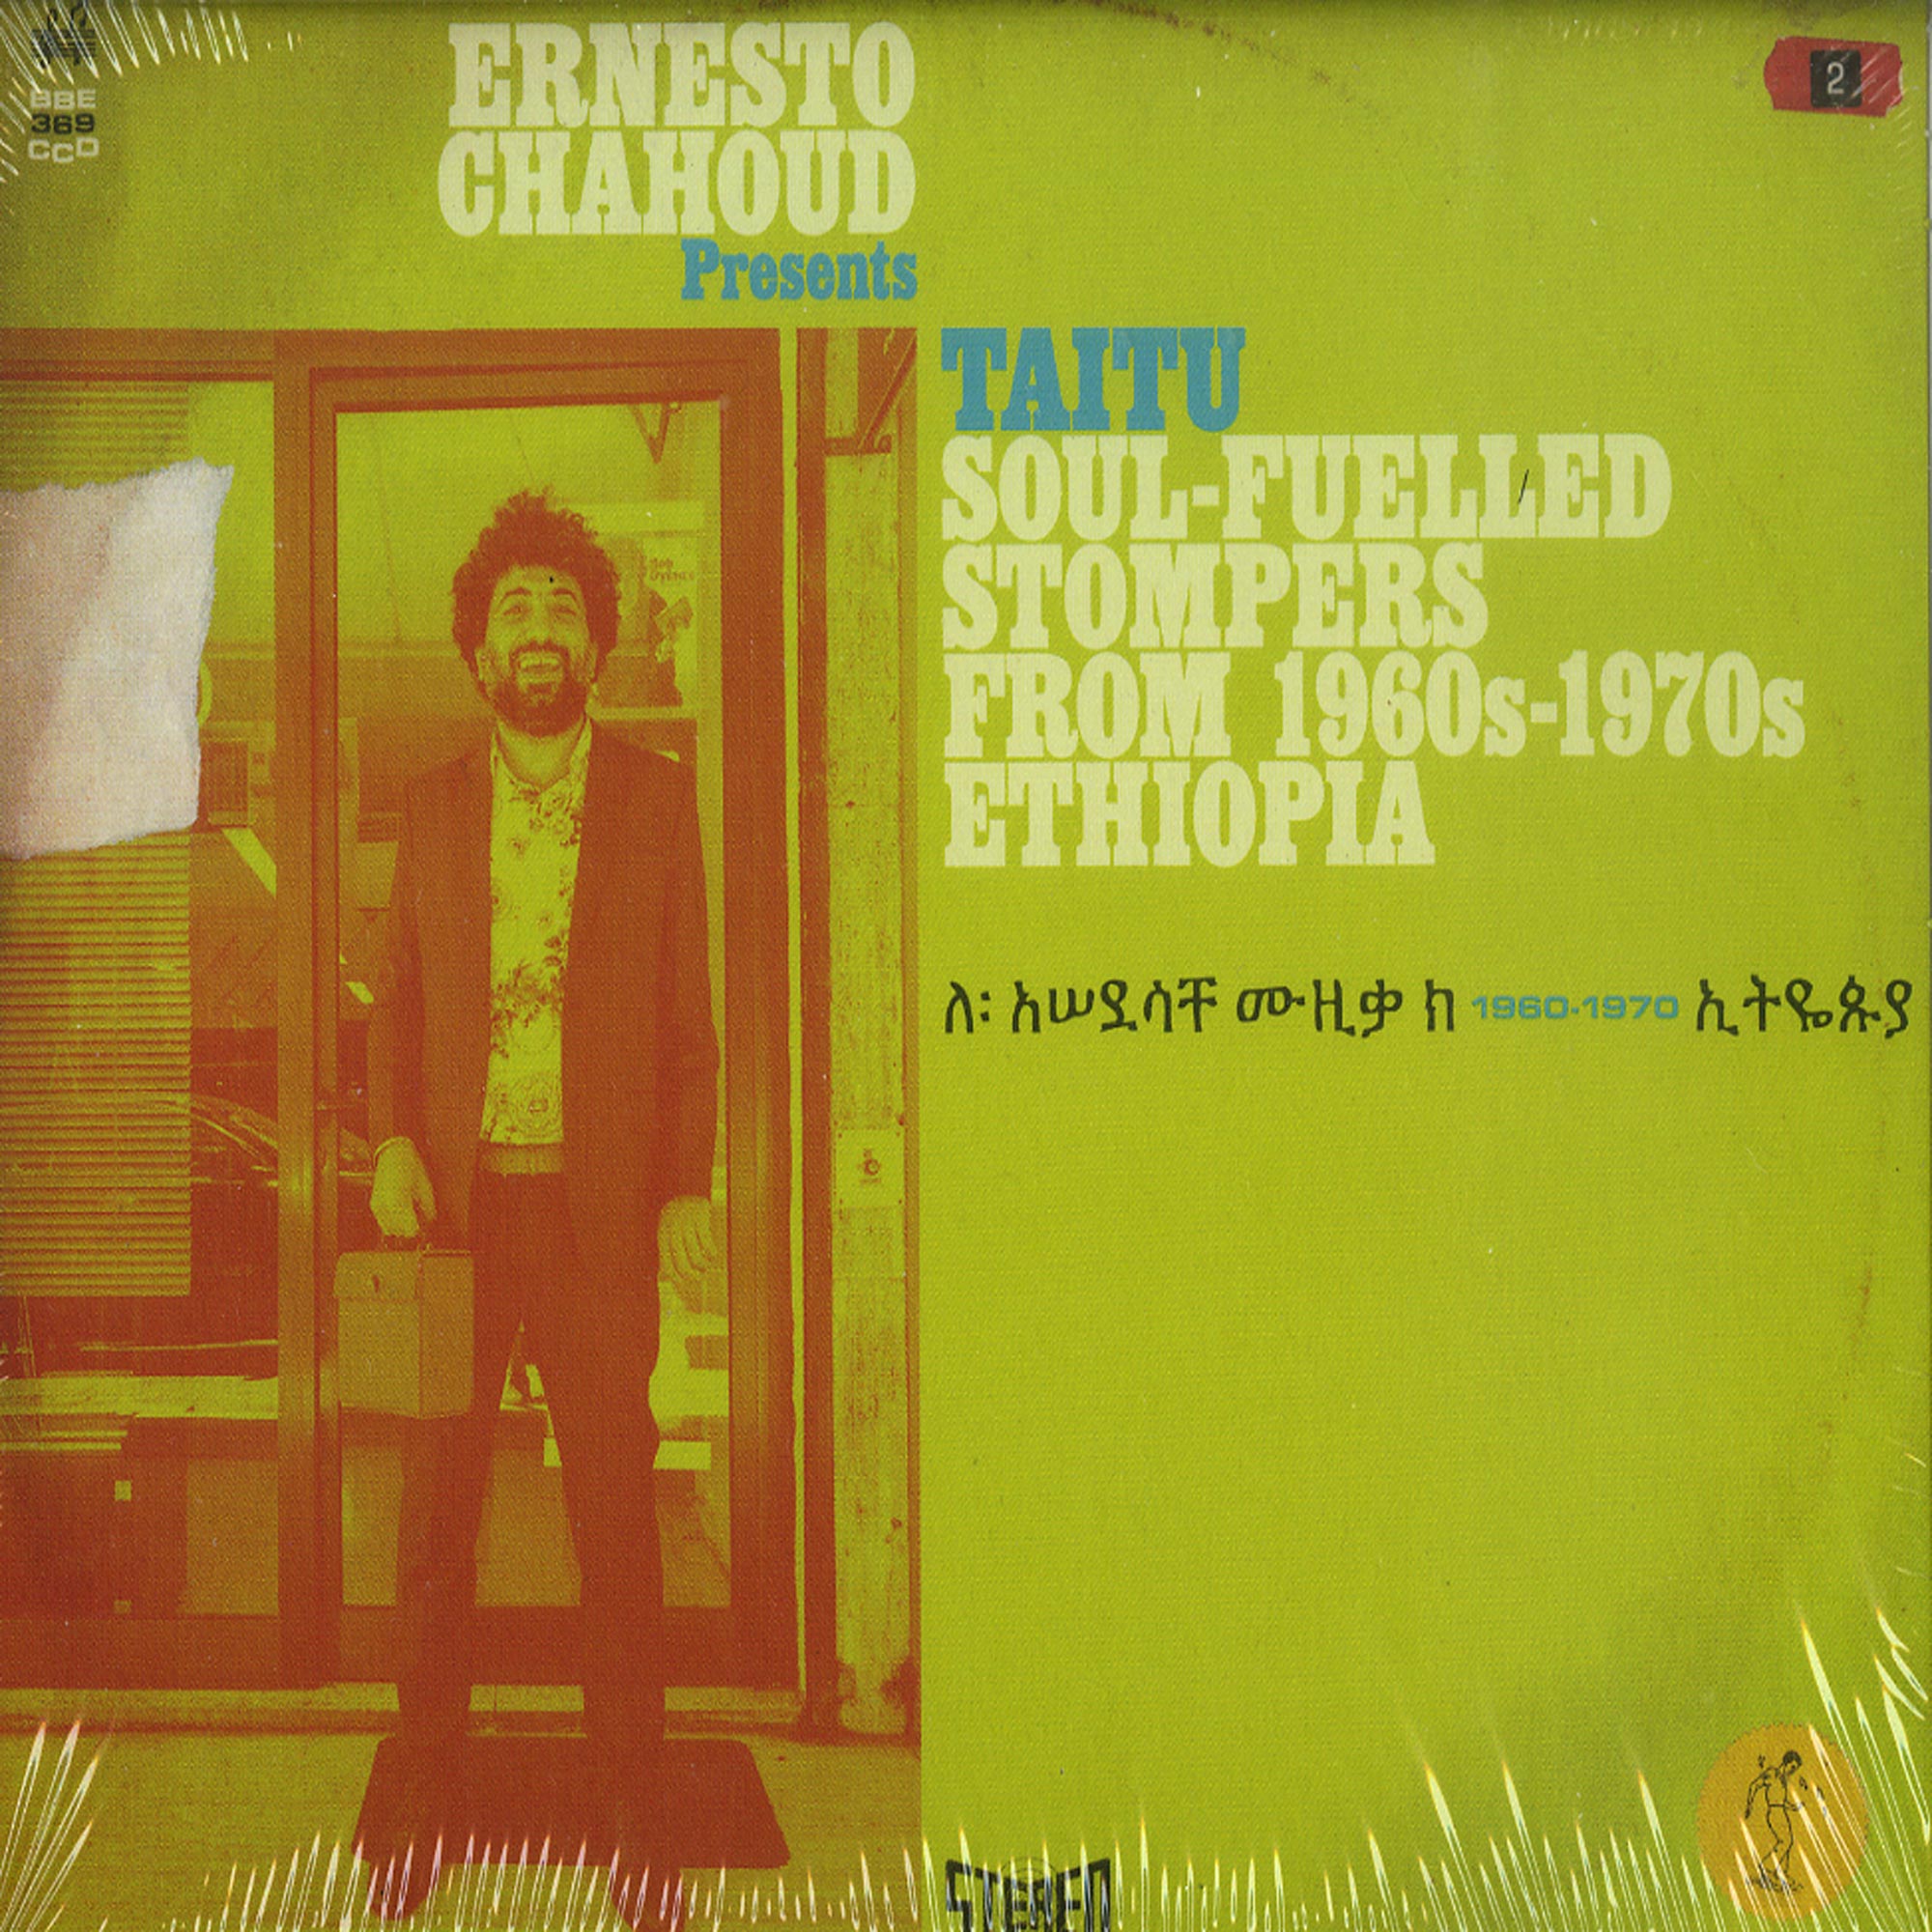 BBE
369
CCD
ERNESTO
CHAHOUD
Presents
2
TAITU
SOUL-FUELLED
STOMPERS
FROM 1960s-1970s
ETHIOPIA
ለ፡ አሠደሳቸ ሙዚቃ ከ 1960-1970 ኢትዬጵያ
STEREO